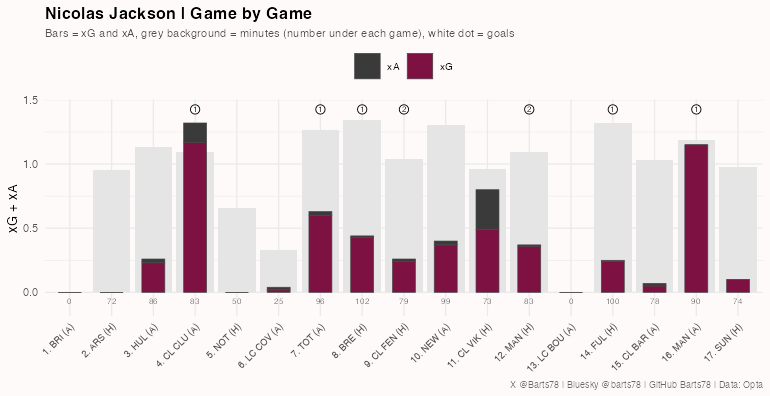 Nicolas Jackson | Game by Game
Bars = xG and xA, grey background = minutes (number under each game), white dot = goals
xA xG
xG + xA
1.5
1.0
0.5
0.0
1 1 1 2 2 1 1
0 72 86 83 50 25 96 102 79 99 73 83 0 100 78 90 74
1. BRI (A)
2. ARS (H)
3. HUL (A)
4. CL CLU (A)
5. NOT (H)
6. LC COV (A)
7. TOT (A)
8. BRE (H)
9. CL FEN (H)
10. NEW (A)
11. CL VIK (H)
12. MAN (H)
13. LC BOU (A)
14. FUL (H)
15. CL BAR (A)
16. MAN (A)
17. SUN (H)
X @Barts78 | Bluesky @barts78 | GitHub Barts78 | Data: Opta